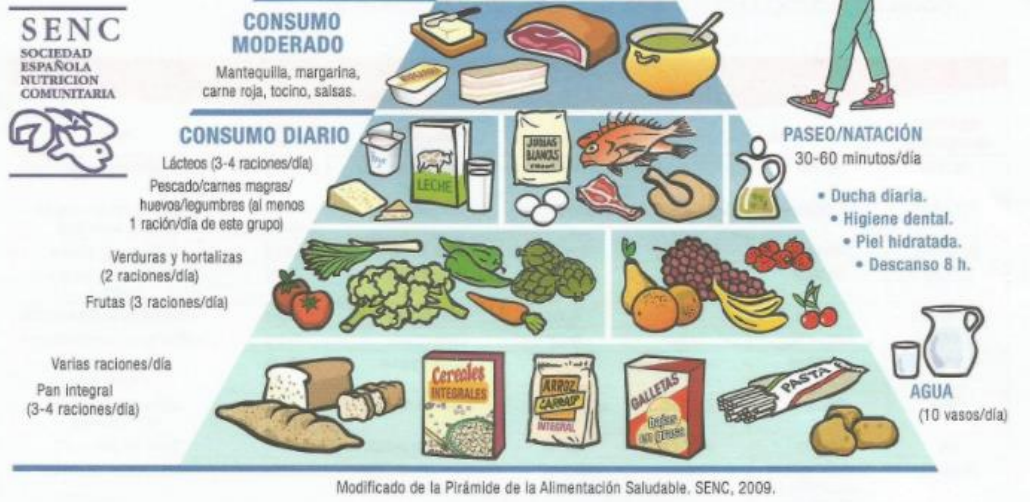 SENC
SOCIEDAD
ESPAÑOLA
NUTRICION
COMUNITARIA
CONSUMO
MODERADO
Mantequilla, margarina,
carne roja, tocino, salsas.
CONSUMO DIARIO
Lácteos (3-4 raciones/día)
Pescado/carnes magras/
huevos/legumbres (al menos
1 ración/día de este grupo)
Verduras y hortalizas
(2 raciones/día)
Frutas (3 raciones/día)
Varias raciones/día
Pan integral
(3-4 raciones/día)
LECHE
JUDIAS
BLANCAS
Cereales
INTEGRALES
ARROZ
INTEGRAL
GALLETAS
Bajas
en grasa
PASTA
PASEO/NATACIÓN
30-60 minutos/día
• Ducha diaria.
• Higiene dental.
• Piel hidratada.
• Descanso 8 h.
AGUA
(10 vasos/día)
Modificado de la Pirámide de la Alimentación Saludable. SENC, 2009.